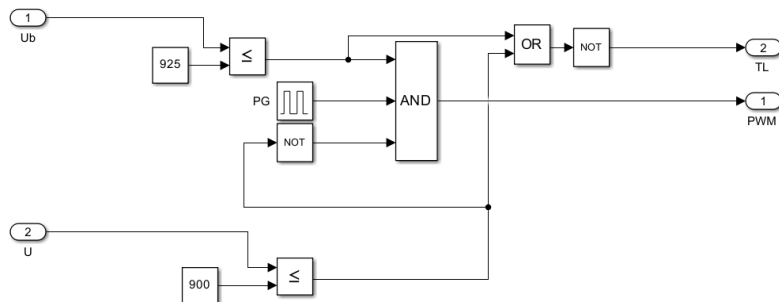 1
Ub
925
≤
PG
NOT
AND
OR
NOT
2
TL
1
PWM
2
U
900
≤